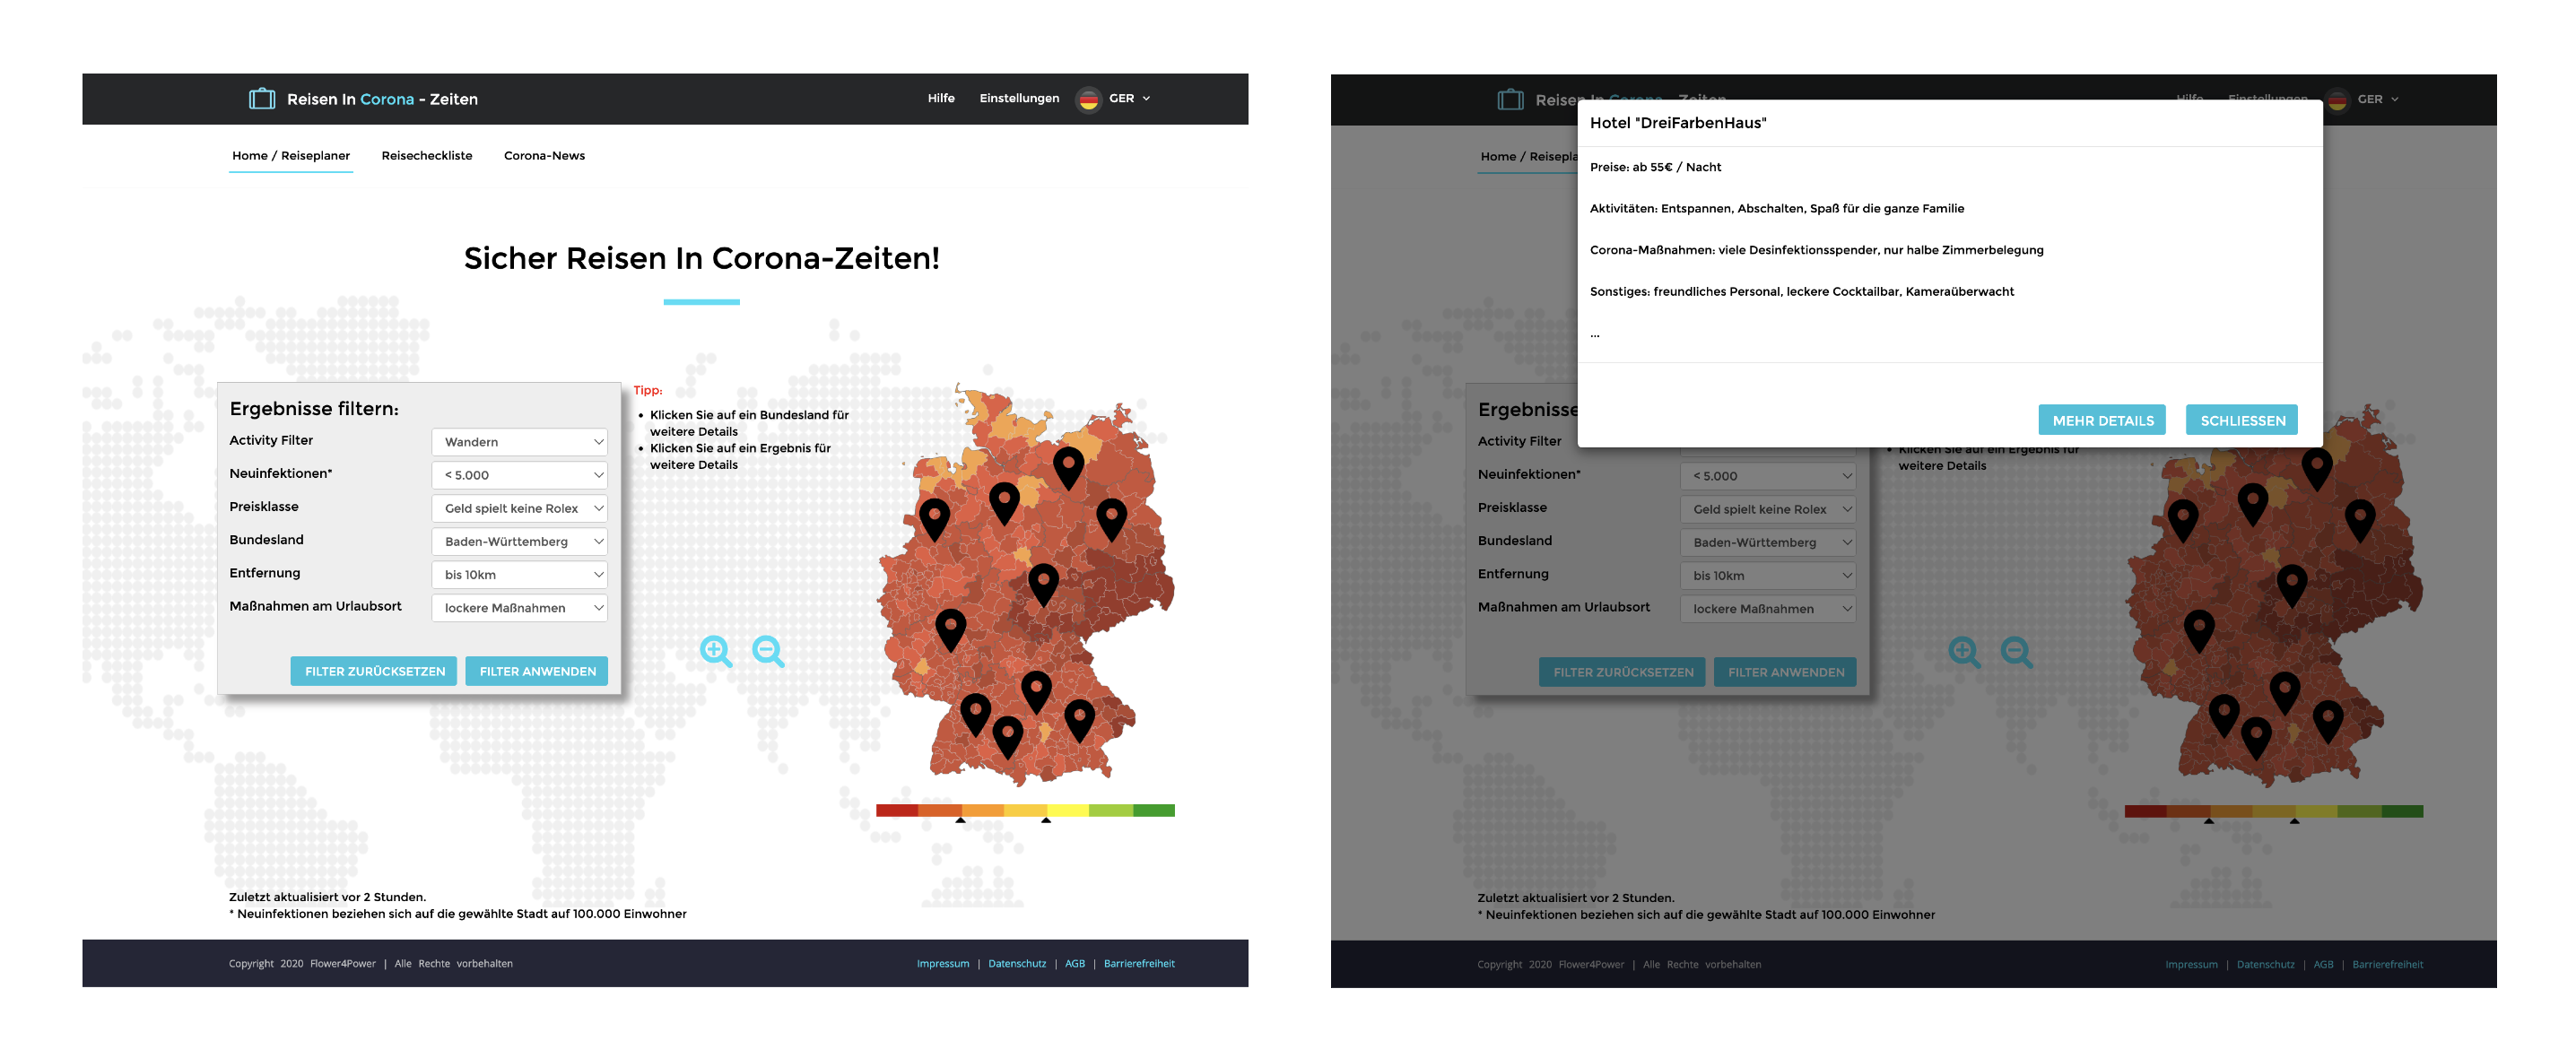 Reisen In Corona - Zeiten
Hilfe Einstellungen GER
Home / Reiseplaner Reisecheckliste Corona-News
Sicher Reisen In Corona-Zeiten!
Ergebnisse filtern:
Activity Filter Wandern
Neuinfektionen* < 5.000
Preisklasse Geld spielt keine Rolex
Bundesland Baden-Württemberg
Entfernung bis 10km
Maßnahmen am Urlaubsort lockere Maßnahmen
FILTER ZURÜCKSETZEN FILTER ANWENDEN
Tipp:
• Klicken Sie auf ein Bundesland für
weitere Details
• Klicken Sie auf ein Ergebnis für
weitere Details
Zuletzt aktualisiert vor 2 Stunden.
* Neuinfektionen beziehen sich auf die gewählte Stadt auf 100.000 Einwohner
Copyright 2020 Flower4Power | Alle Rechte vorbehalten
Impressum | Datenschutz | AGB | Barrierefreiheit
GER
Hotel "DreiFarbenHaus"
Preise: ab 55€ / Nacht
Aktivitäten: Entspannen, Abschalten, Spaß für die ganze Familie
Corona-Maßnahmen: viele Desinfektionsspender, nur halbe Zimmerbelegung
Sonstiges: freundliches Personal, leckere Cocktailbar, Kameraüberwacht
...
MEHR DETAILS SCHLIESSEN
Home / Reisepla
Ergebnisse
Activity Filter
Neuinfektionen* < 5.000
Preisklasse Geld spielt keine Rolex
Bundesland Baden-Württemberg
Entfernung bis 10km
Maßnahmen am Urlaubsort lockere Maßnahmen
FILTER ZURÜCKSETZEN FILTER ANWENDEN
• Klicken Sie auf ein Ergebnis für
weitere Details
Zuletzt aktualisiert vor 2 Stunden.
* Neuinfektionen beziehen sich auf die gewählte Stadt auf 100.000 Einwohner
Copyright 2020 Flower4Power | Alle Rechte vorbehalten
Impressum | Datenschutz | AGB | Barrierefreiheit